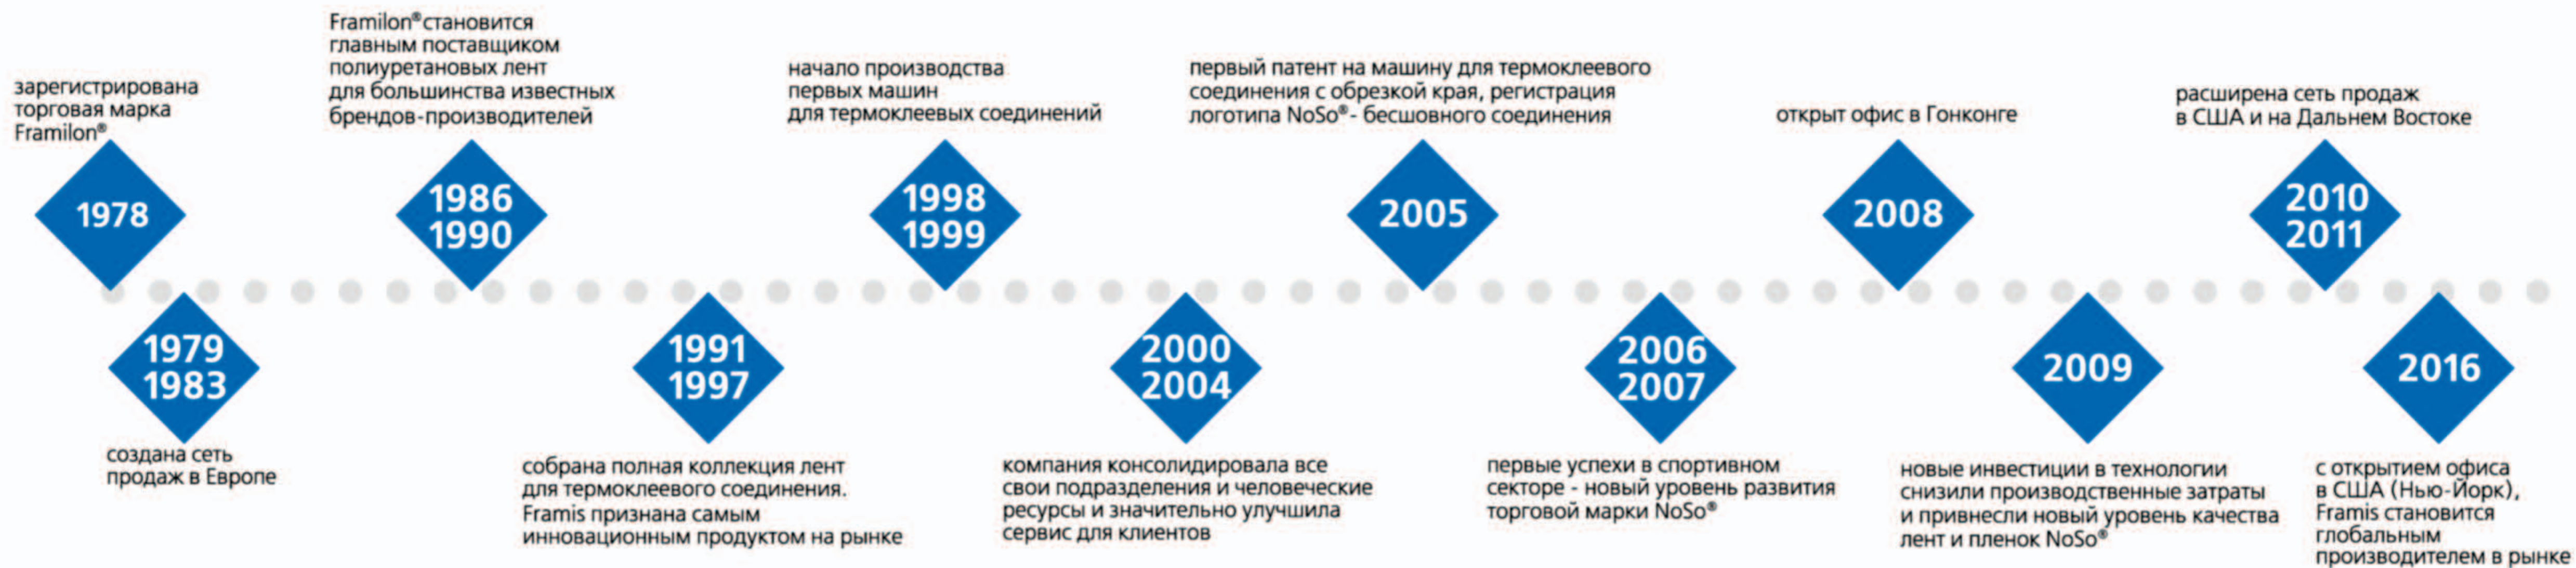 зарегистрирована
торговая марка
Framilon®
1978
1979
1983
создана сеть
продаж в Европе
Framilon® становится
главным поставщиком
полиуретановых лент
для большинства известных
брендов-производителей
1986
1990
1991
1997
собрана полная коллекция лент
для термоклеевого соединения.
Framis признана самым
инновационным продуктом на рынке
начало производства
первых машин
для термоклеевых соединений
1998
1999
2000
2004
компания консолидировала все
свои подразделения и человеческие
ресурсы и значительно улучшила
сервис для клиентов
первый патент на машину для термоклеевого
соединения с обрезкой края, регистрация
логотипа NoSo® - бесшовного соединения
2005
2006
2007
первые успехи в спортивном
секторе - новый уровень развития
торговой марки NoSo®
открыт офис в Гонконге
2008
2009
новые инвестиции в технологии
снизили производственные затраты
и привнесли новый уровень качества
лент и пленок NoSo®
расширена сеть продаж
в США и на Дальнем Востоке
2010
2011
2016
с открытием офиса
в США (Нью-Йорк),
Framis становится
глобальным
производителем в рынке